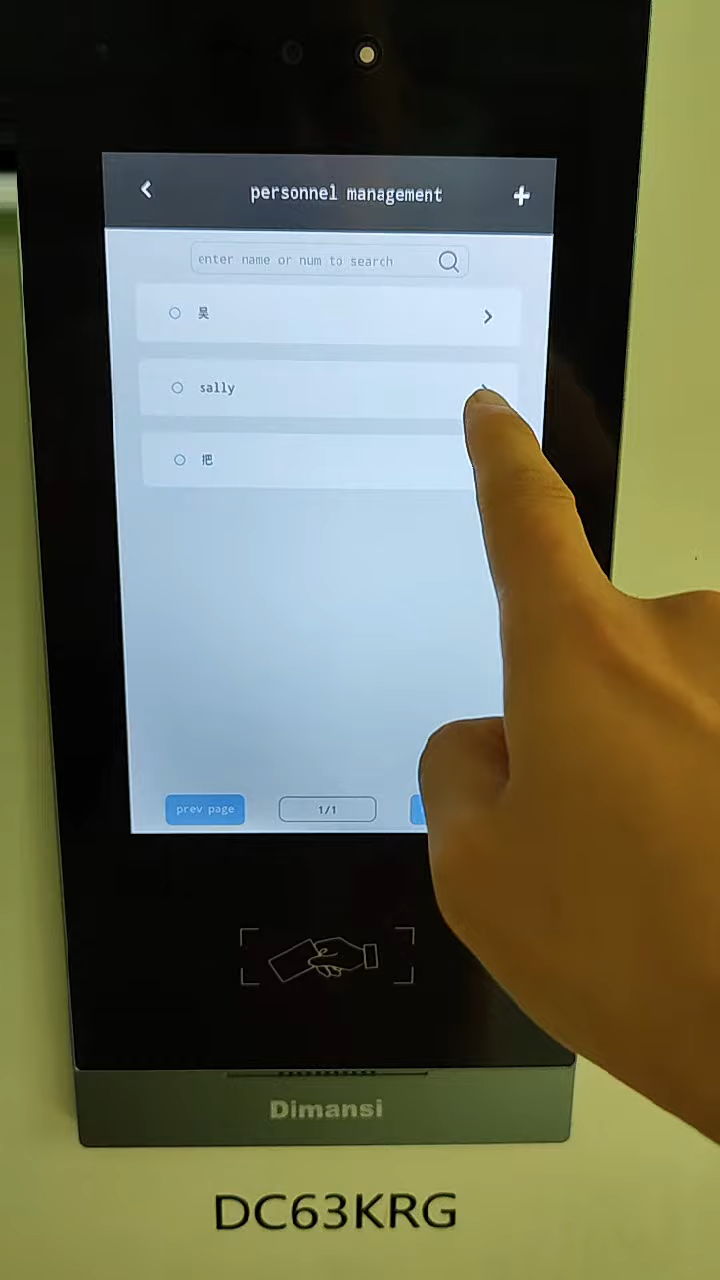 personnel management
enter name or num to search
吴
sally
把
prev page
1/1
Dimansi
DC63KRG